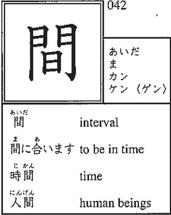 042
間
あいだ
ま
カン
ケン〈ゲン〉
あいだ
間 interval
ま あ
間に合います to be in time
じ かん
時間 time
にんげん
人間 human beings